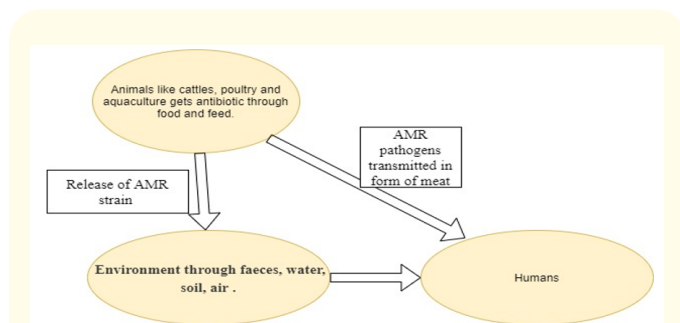 Animals like cattles, poultry and
aquaculture gets antibiotic through
food and feed.
AMR
pathogens
transmitted in
form of meat
Release of AMR
strain
Environment through faeces, water,
soil, air .
Humans